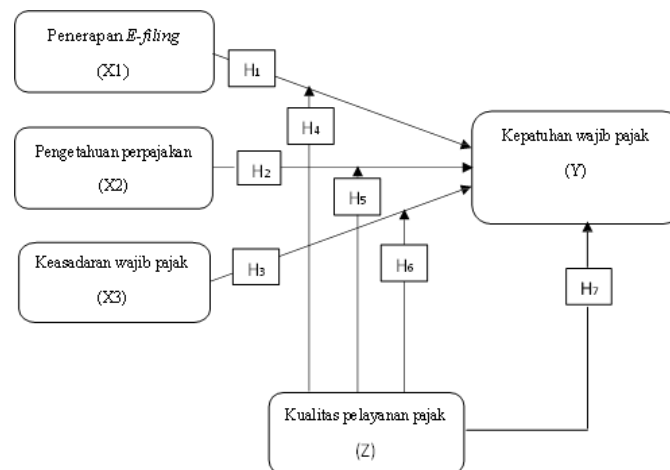 Penerapan E-filing
(X1)
H1
H4
Pengetahuan perpajakan
(X2)
H2
H5
Kepatuhan wajib pajak
(Y)
Keasadaran wajib pajak
(X3)
H3
H6
H7
Kualitas pelayanan pajak
(Z)